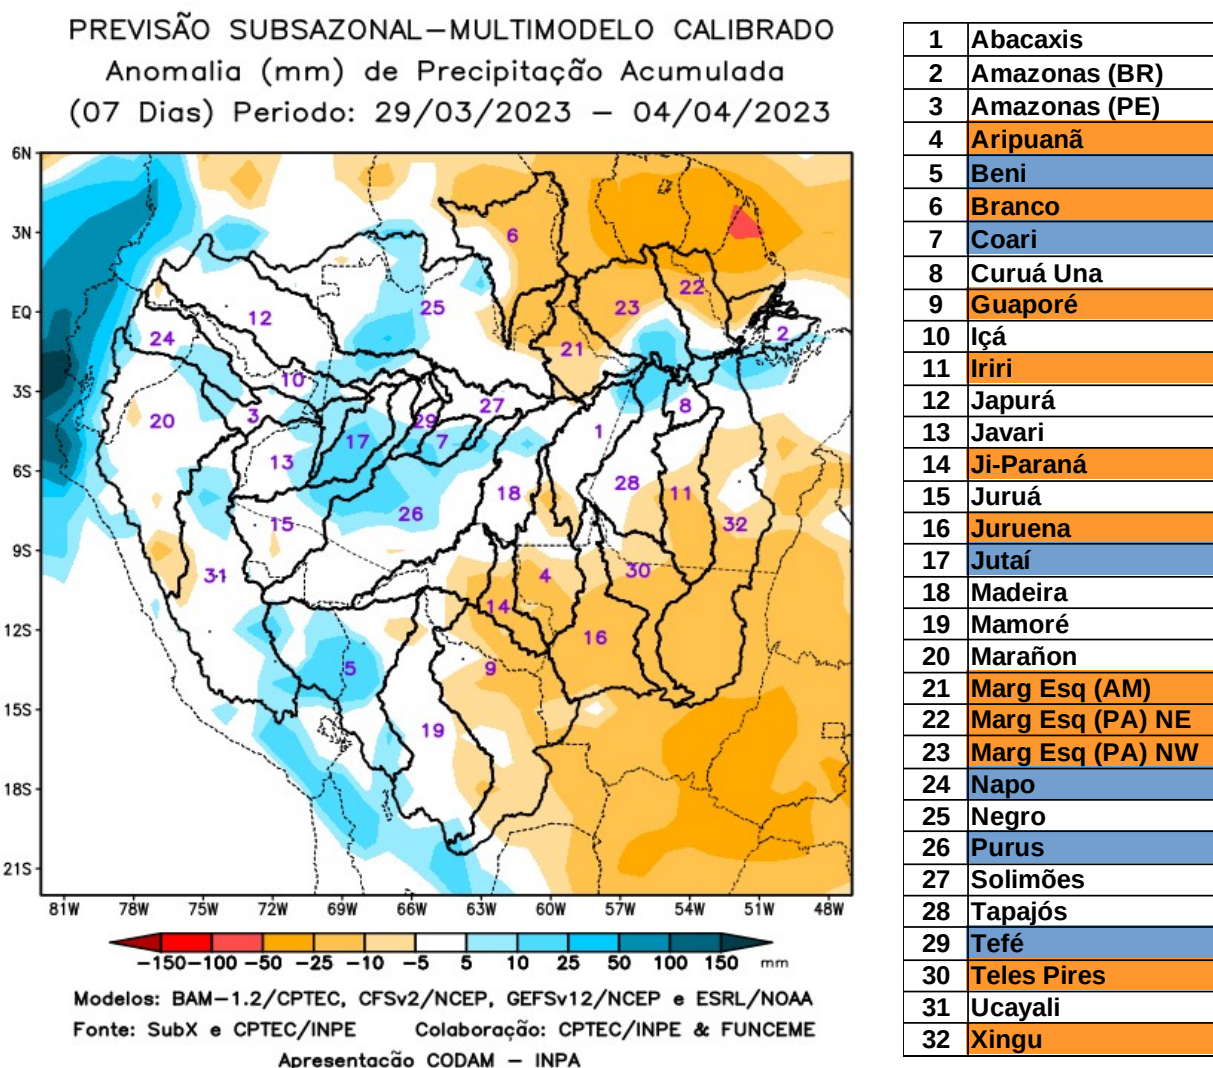 PREVISÃO SUBSAZONAL−MULTIMODELO CALIBRADO
Anomalia (mm) de Precipitação Acumulada
(07 Dias) Periodo: 29/03/2023 − 04/04/2023
6N
3N
EQ
3S
6S
9S
12S
15S
18S
21S
81W 78W 75W 72W 69W 66W 63W 60W 57W 54W 51W 48W
6
22
23
25
12
2
24
21
10
27
8
3
20
29
1
17
7
13
28
18
11
26
15
32
31
30
4
14
16
5
9
19
−150 −100 −50 −25 −10 −5 5 10 25 50 100 150 mm
Modelos: BAM−1.2/CPTEC, CFSv2/NCEP, GEFSv12/NCEP e ESRL/NOAA
Fonte: SubX e CPTEC/INPE Colaboração: CPTEC/INPE & FUNCEME
Apresentação CODAM − INPA
1 Abacaxis
2 Amazonas (BR)
3 Amazonas (PE)
4 Aripuanã
5 Beni
6 Branco
7 Coari
8 Curuá Una
9 Guaporé
10 Içá
11 Iriri
12 Japurá
13 Javari
14 Ji-Paraná
15 Juruá
16 Juruena
17 Jutaí
18 Madeira
19 Mamoré
20 Marañon
21 Marg Esq (AM)
22 Marg Esq (PA) NE
23 Marg Esq (PA) NW
24 Napo
25 Negro
26 Purus
27 Solimões
28 Tapajós
29 Tefé
30 Teles Pires
31 Ucayali
32 Xingu